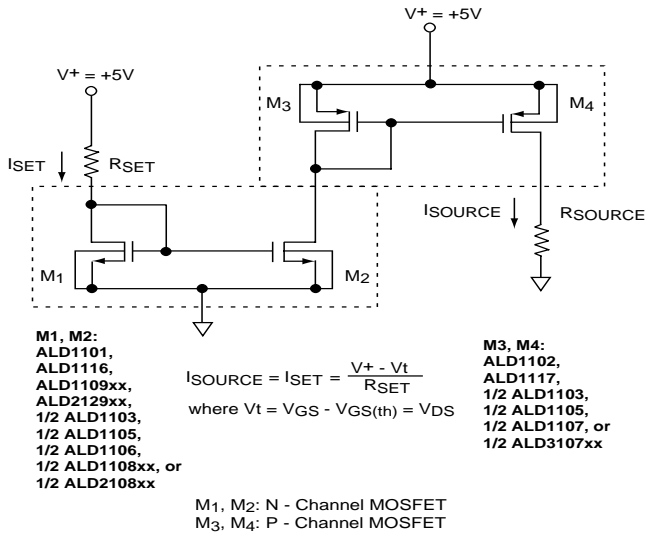 V+ = +5V
V+ = +5V
M3
M4
ISET
RSET
ISOURCE
RSOURCE
M1
M2
M1, M2:
ALD1101,
ALD1116,
ALD1109xx,
ALD2129xx,
1/2 ALD1103,
1/2 ALD1105,
1/2 ALD1106,
1/2 ALD1108xx, or
1/2 ALD2108xx
ISOURCE = ISET = V+ - Vt
RSET
where Vt = VGS - VGS(th) = VDS
M3, M4:
ALD1102,
ALD1117,
1/2 ALD1103,
1/2 ALD1105,
1/2 ALD1107, or
1/2 ALD3107xx
M1, M2: N - Channel MOSFET
M3, M4: P - Channel MOSFET